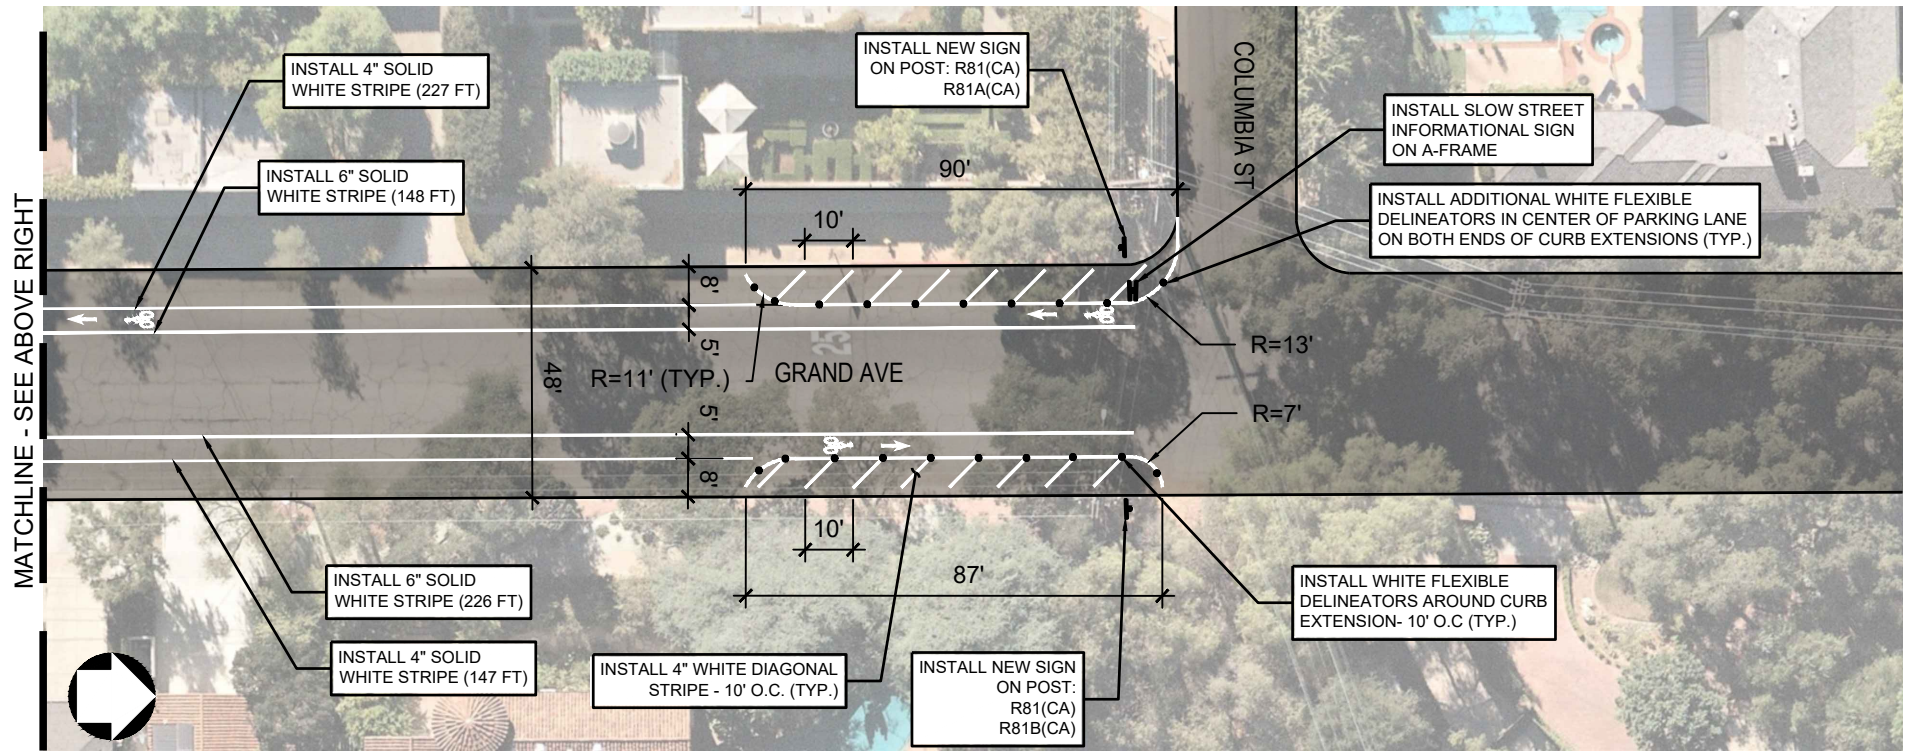 INSTALL 4" SOLID
WHITE STRIPE (227 FT)
INSTALL NEW SIGN
ON POST: R81(CA)
R81A(CA)
COLUMBIA ST
INSTALL SLOW STREET
INFORMATIONAL SIGN
ON A-FRAME
INSTALL 6" SOLID
WHITE STRIPE (148 FT)
90'
10'
INSTALL ADDITIONAL WHITE FLEXIBLE
DELINEATORS IN CENTER OF PARKING LANE
ON BOTH ENDS OF CURB EXTENSIONS (TYP.)
MATCHLINE - SEE ABOVE RIGHT
8'
5'
25
R=13'
48'
R=11' (TYP.)
GRAND AVE
5'
R=7'
8'
10'
87'
INSTALL 6" SOLID
WHITE STRIPE (226 FT)
INSTALL WHITE FLEXIBLE
DELINEATORS AROUND CURB
EXTENSION- 10' O.C (TYP.)
INSTALL 4" SOLID
WHITE STRIPE (147 FT)
INSTALL 4" WHITE DIAGONAL
STRIPE - 10' O.C. (TYP.)
INSTALL NEW SIGN
ON POST:
R81(CA)
R81B(CA)